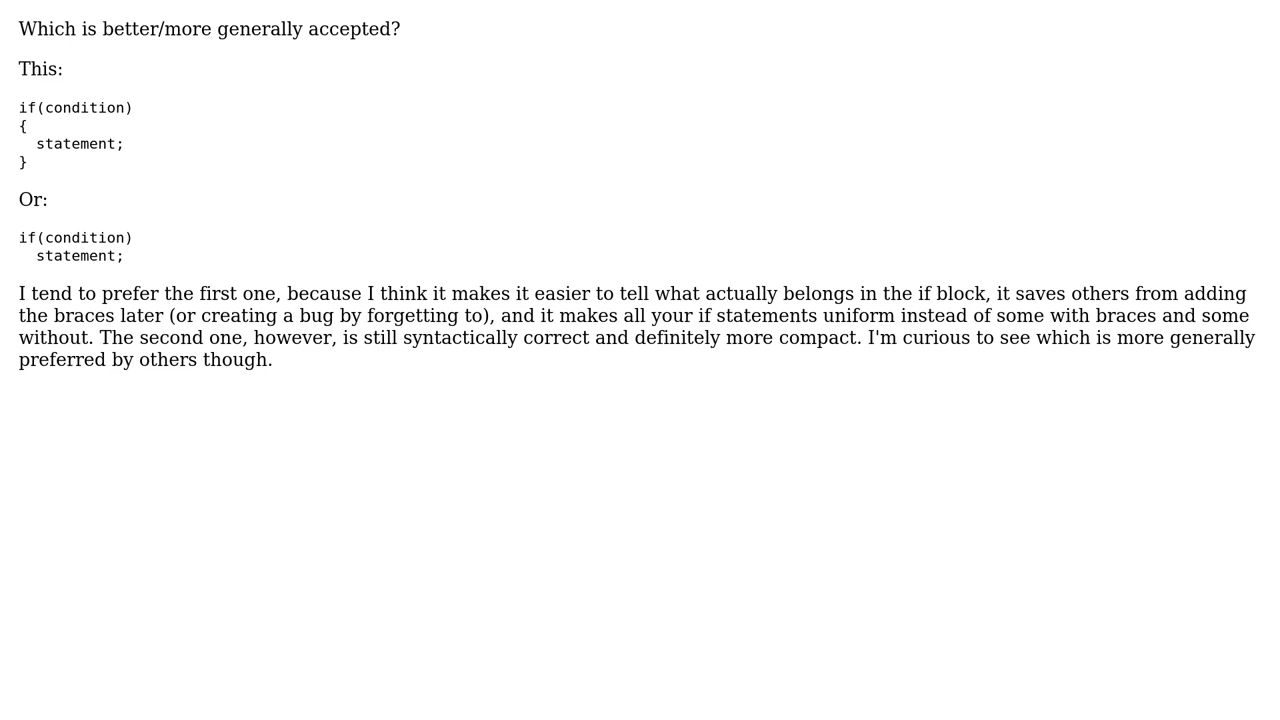 Which is better/more generally accepted?
This:
if(condition)
{
  statement;
}
Or:
if(condition)
  statement;
I tend to prefer the first one, because I think it makes it easier to tell what actually belongs in the if block, it saves others from adding
the braces later (or creating a bug by forgetting to), and it makes all your if statements uniform instead of some with braces and some
without. The second one, however, is still syntactically correct and definitely more compact. I'm curious to see which is more generally
preferred by others though.